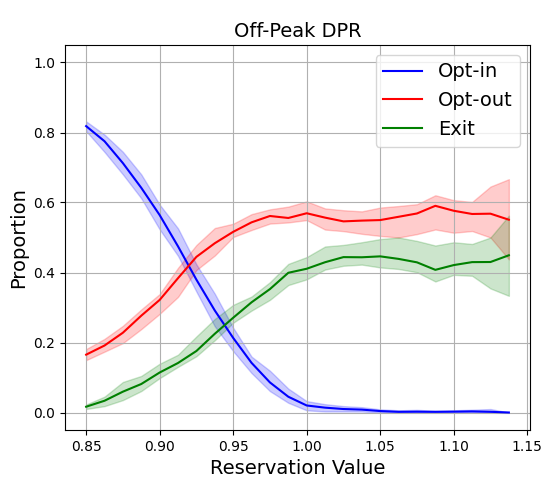 Off-Peak DPR
Opt-in
Opt-out
Exit
Proportion
1.0
0.8
0.6
0.4
0.2
0.0
0.85 0.90 0.95 1.00 1.05 1.10 1.15
Reservation Value